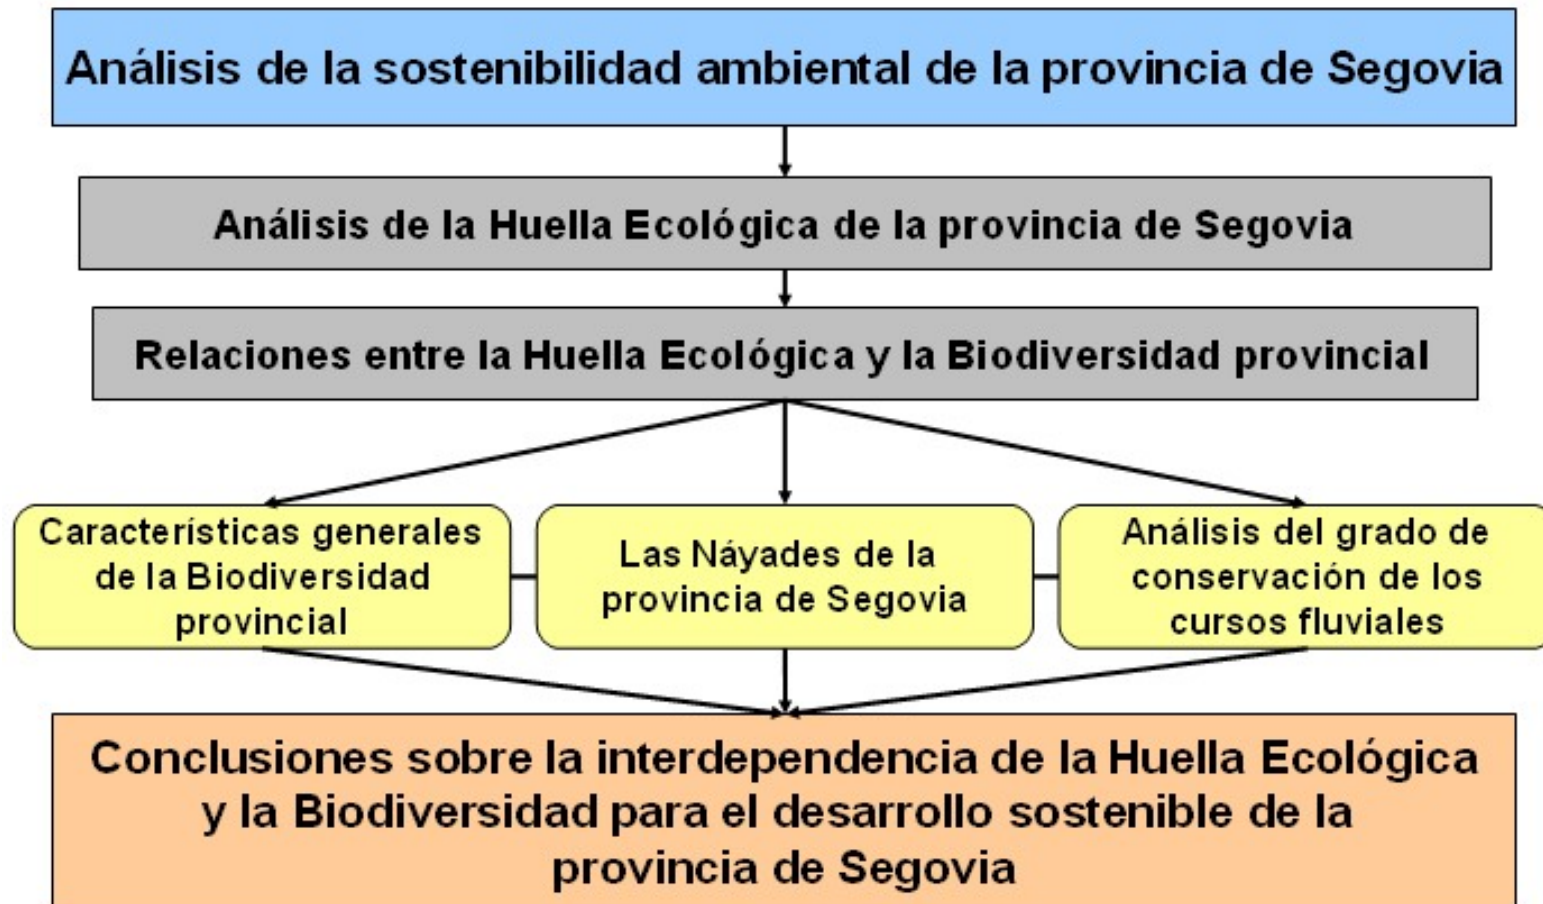 Análisis de la sostenibilidad ambiental de la provincia de Segovia
Análisis de la Huella Ecológica de la provincia de Segovia
Relaciones entre la Huella Ecológica y la Biodiversidad provincial
Características generales
de la Biodiversidad
provincial
Las Náyades de la
provincia de Segovia
Análisis del grado de
conservación de los
cursos fluviales
Conclusiones sobre la interdependencia de la Huella Ecológica
y la Biodiversidad para el desarrollo sostenible de la
provincia de Segovia